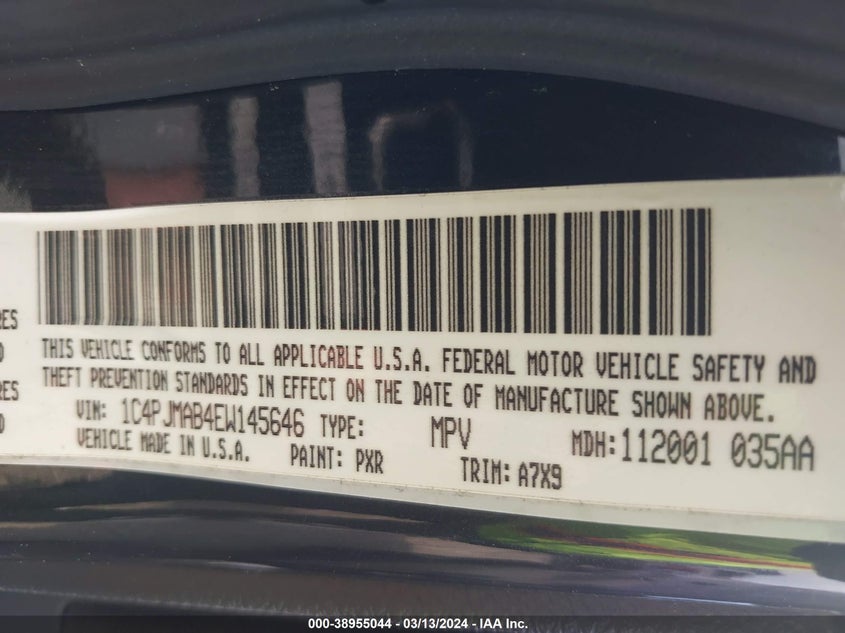 RES
THIS VEHICLE CONFORMS TO ALL APPLICABLE U.S.A. FEDERAL MOTOR VEHICLE SAFETY AND
RES
THEFT PREVENTION STANDARDS IN EFFECT ON THE DATE OF MANUFACTURE SHOWN ABOVE.
VIN: 1C4PJMAB4EW145646 TYPE: MPV MDH: 112001 035AA
VEHICLE MADE IN U.S.A. PAINT: PXR TRIM: A7X9
000-38955044 - 03/13/2024 - IAA Inc.